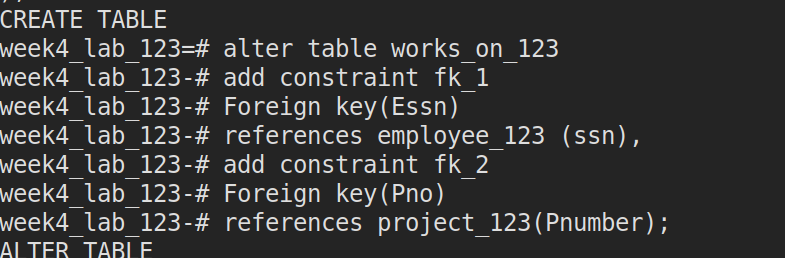 CREATE TABLE
week4_lab_123=# alter table works_on_123
week4_lab_123-# add constraint fk_1
week4_lab_123-# Foreign key(Essn)
week4_lab_123-# references employee_123 (ssn),
week4_lab_123-# add constraint fk_2
week4_lab_123-# Foreign key(Pno)
week4_lab_123-# references project_123(Pnumber);
ALTER TABLE